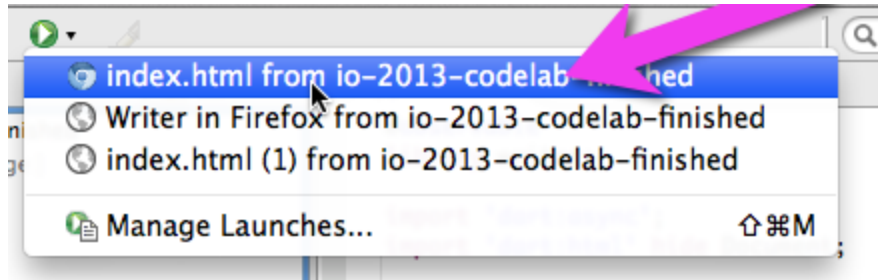 index.html from io-2013-codelab-finished
Writer in Firefox from io-2013-codelab-finished
index.html (1) from io-2013-codelab-finished
Manage Launches... ⇧⌘M